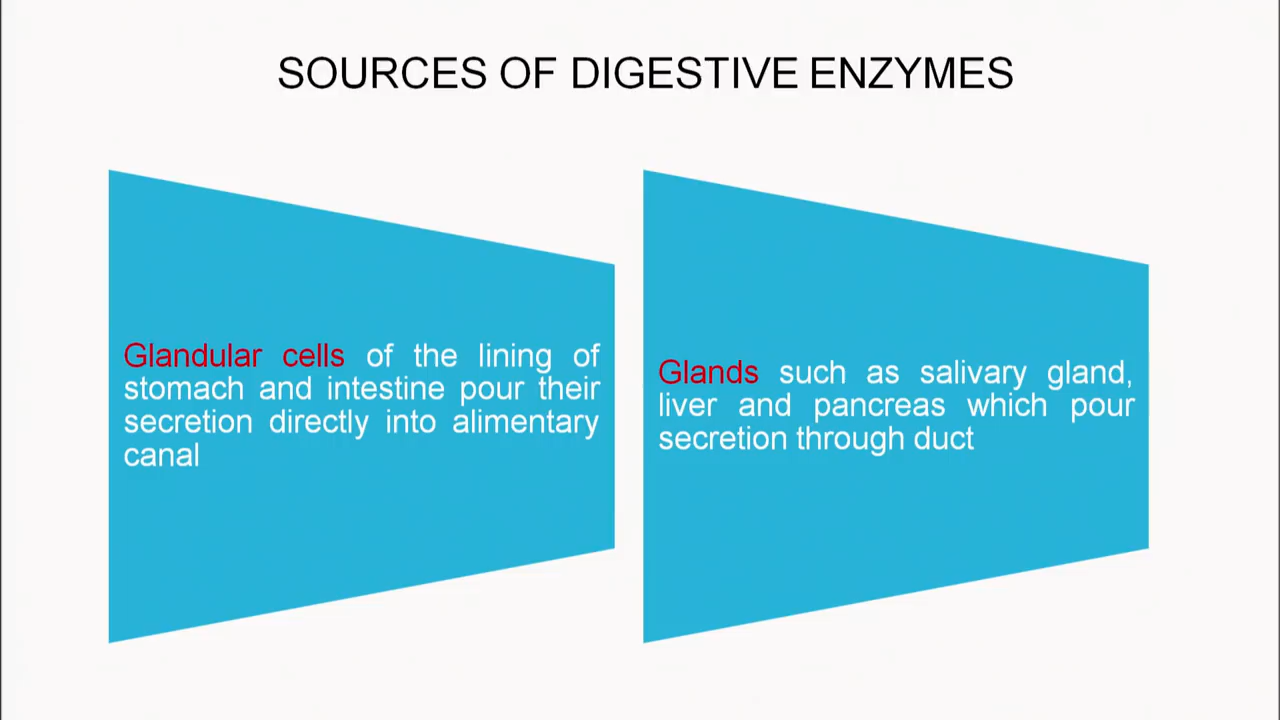 SOURCES OF DIGESTIVE ENZYMES
Glandular cells of the lining of
stomach and intestine pour their
secretion directly into alimentary
canal
Glands such as salivary gland,
liver and pancreas which pour
secretion through duct